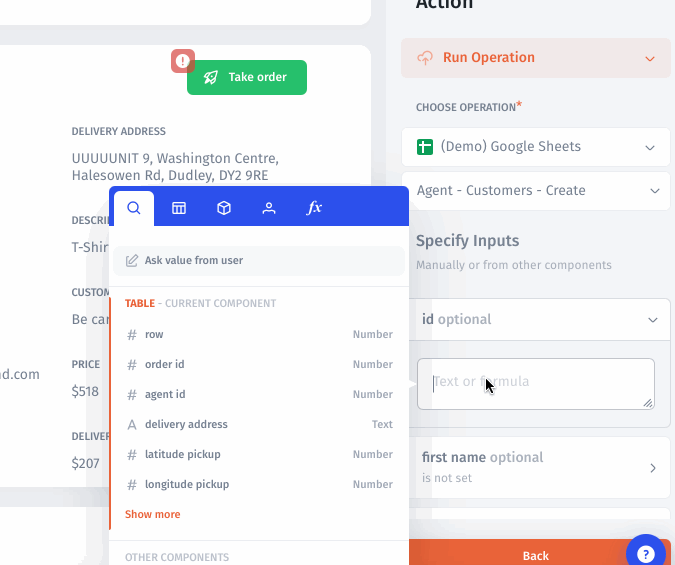 Action
!
Take order
DELIVERY ADDRESS
UUUUUNIT 9, Washington Centre,
Halesowen Rd, Dudley, DY2 9RE
T-Shir
Be car
PRICE
nd.com
$518
$207
fx
Ask value from user
TABLE - CURRENT COMPONENT
# row Number
# order id Number
# agent id Number
A delivery address Text
# latitude pickup Number
# longitude pickup Number
Show more
OTHER COMPONENTS
Run Operation
CHOOSE OPERATION*
(Demo) Google Sheets
Agent - Customers - Create
Specify Inputs
Manually or from other components
id optional
Text or formula
first name optional
is not set
Back
?